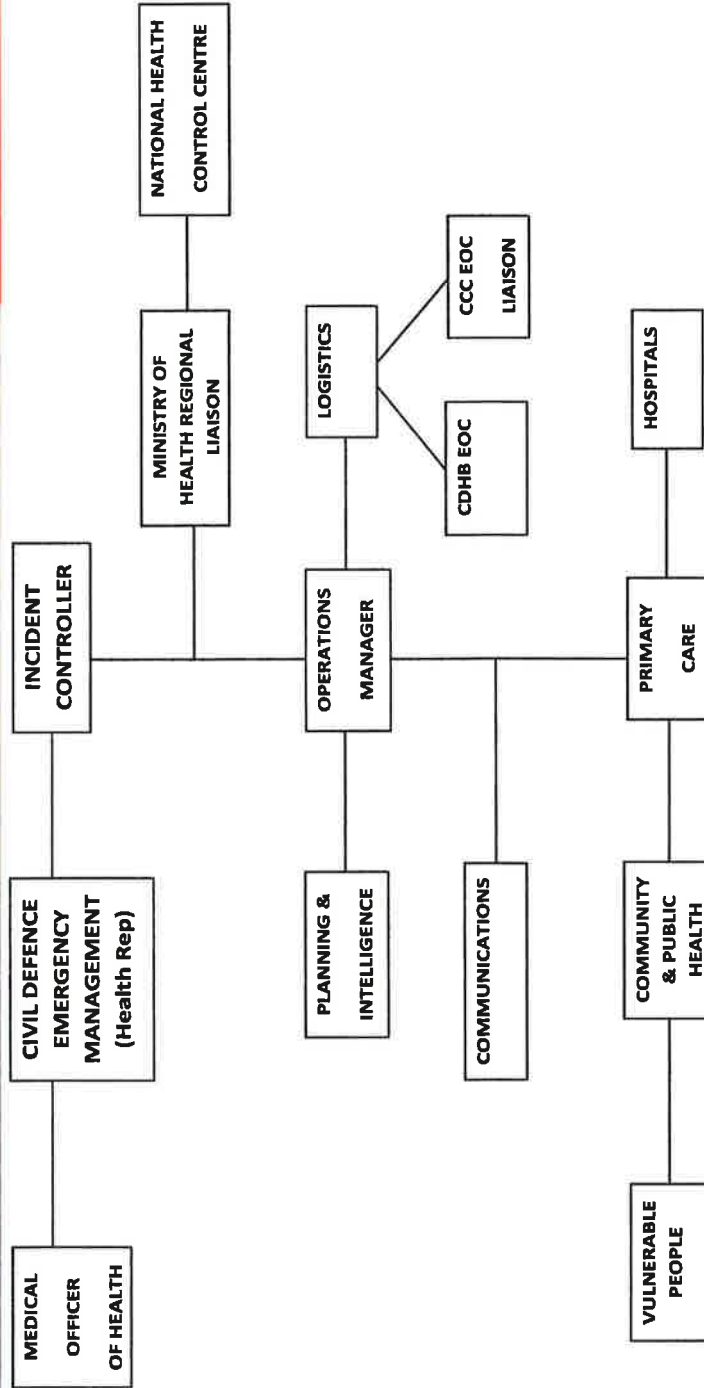 MEDICAL
OFFICER
OF HEALTH
CIVIL DEFENCE
EMERGENCY
MANAGEMENT
(Health Rep)
INCIDENT
CONTROLLER
MINISTRY OF
HEALTH REGIONAL
LIAISON
NATIONAL HEALTH
CONTROL CENTRE
PLANNING &
INTELLIGENCE
OPERATIONS
MANAGER
LOGISTICS
CDHB EOC
CCC EOC
LIAISON
COMMUNICATIONS
VULNERABLE
PEOPLE
COMMUNITY
& PUBLIC
HEALTH
PRIMARY
CARE
HOSPITALS